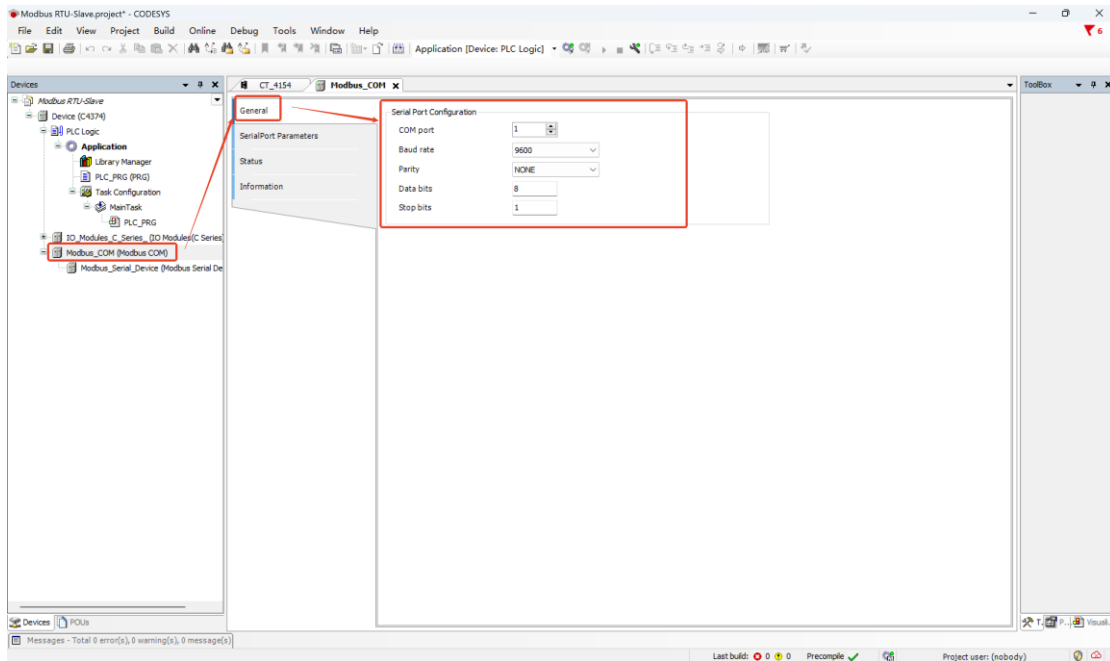 Modbus RTU-Slave.project* - CODESYS
File Edit View Project Build Online Debug Tools Window Help
6
Application [Device: PLC Logic]
Devices
Modbus RTU-Slave
Device (C4374)
PLC Logic
Application
Library Manager
PLC_PRG (PRG)
Task Configuration
MainTask
PLC_PRG
IO_Modules_C_Series_ (IO Modules(C Series)
Modbus_COM (Modbus COM)
Modbus_Serial_Device (Modbus Serial De
Devices POUs
CT_4154 Modbus_COM
General
SerialPort Parameters
Status
Information
Serial Port Configuration
COM port 1
Baud rate 9600
Parity NONE
Data bits 8
Stop bits 1
ToolBox
T. P... Visuali.
Messages - Total 0 error(s), 0 warning(s), 0 message(s)
Last build: 0 0 Precompile Project user: (nobody)